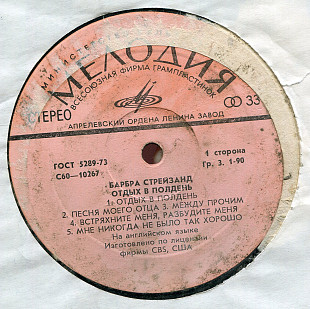 МИНИСТ
МЕЛОДИЯ
ВСЕСОЮЗНАЯ ФИРМА ГРАМПЛАСТИНОК
СТЕРЕО
33
АПРЕЛЕВСКИЙ ОРДЕНА ЛЕНИНА ЗАВОД
ГОСТ 5289-73
1 сторона
С60—10267
Гр. 3. 1-90
БАРБРА СТРЕЙЗАНД
ОТДЫХ В ПОЛДЕНЬ
1. ОТДЫХ В ПОЛДЕНЬ
2. ПЕСНЯ МОЕГО ОТЦА 3. МЕЖДУ ПРОЧИМ
4. ВСТРЯХНИТЕ МЕНЯ, РАЗБУДИТЕ МЕНЯ
5. МНЕ НИКОГДА НЕ БЫЛО ТАК ХОРОШО
На английском языке
Изготовлено по лицензии
фирмы CBS, США